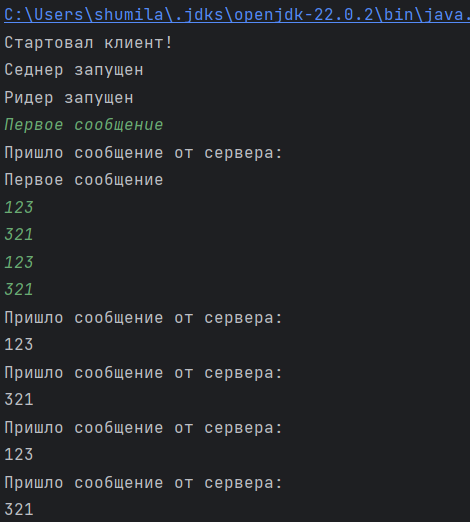 C:\Users\shumila\.jdks\openjdk-22.0.2\bin\java.
Стартовал клиент!
Седнер запущен
Ридер запущен
Первое сообщение
Пришло сообщение от сервера:
Первое сообщение
123
321
123
321
Пришло сообщение от сервера:
123
Пришло сообщение от сервера:
321
Пришло сообщение от сервера:
123
Пришло сообщение от сервера:
321